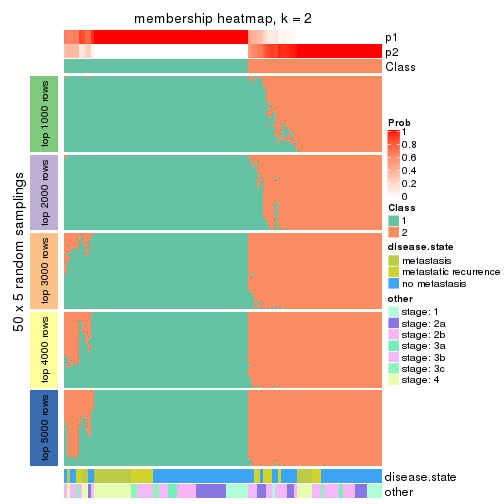 membership heatmap, k = 2
p1
p2
Class
50 x 5 random samplings
top 1000 rows
top 2000 rows
top 3000 rows
top 4000 rows
top 5000 rows
disease.state
other
Prob
1
0.8
0.6
0.4
0.2
0
Class
1
2
disease.state
metastasis
metastatic recurrence
no metastasis
other
stage: 1
stage: 2a
stage: 2b
stage: 3a
stage: 3b
stage: 3c
stage: 4